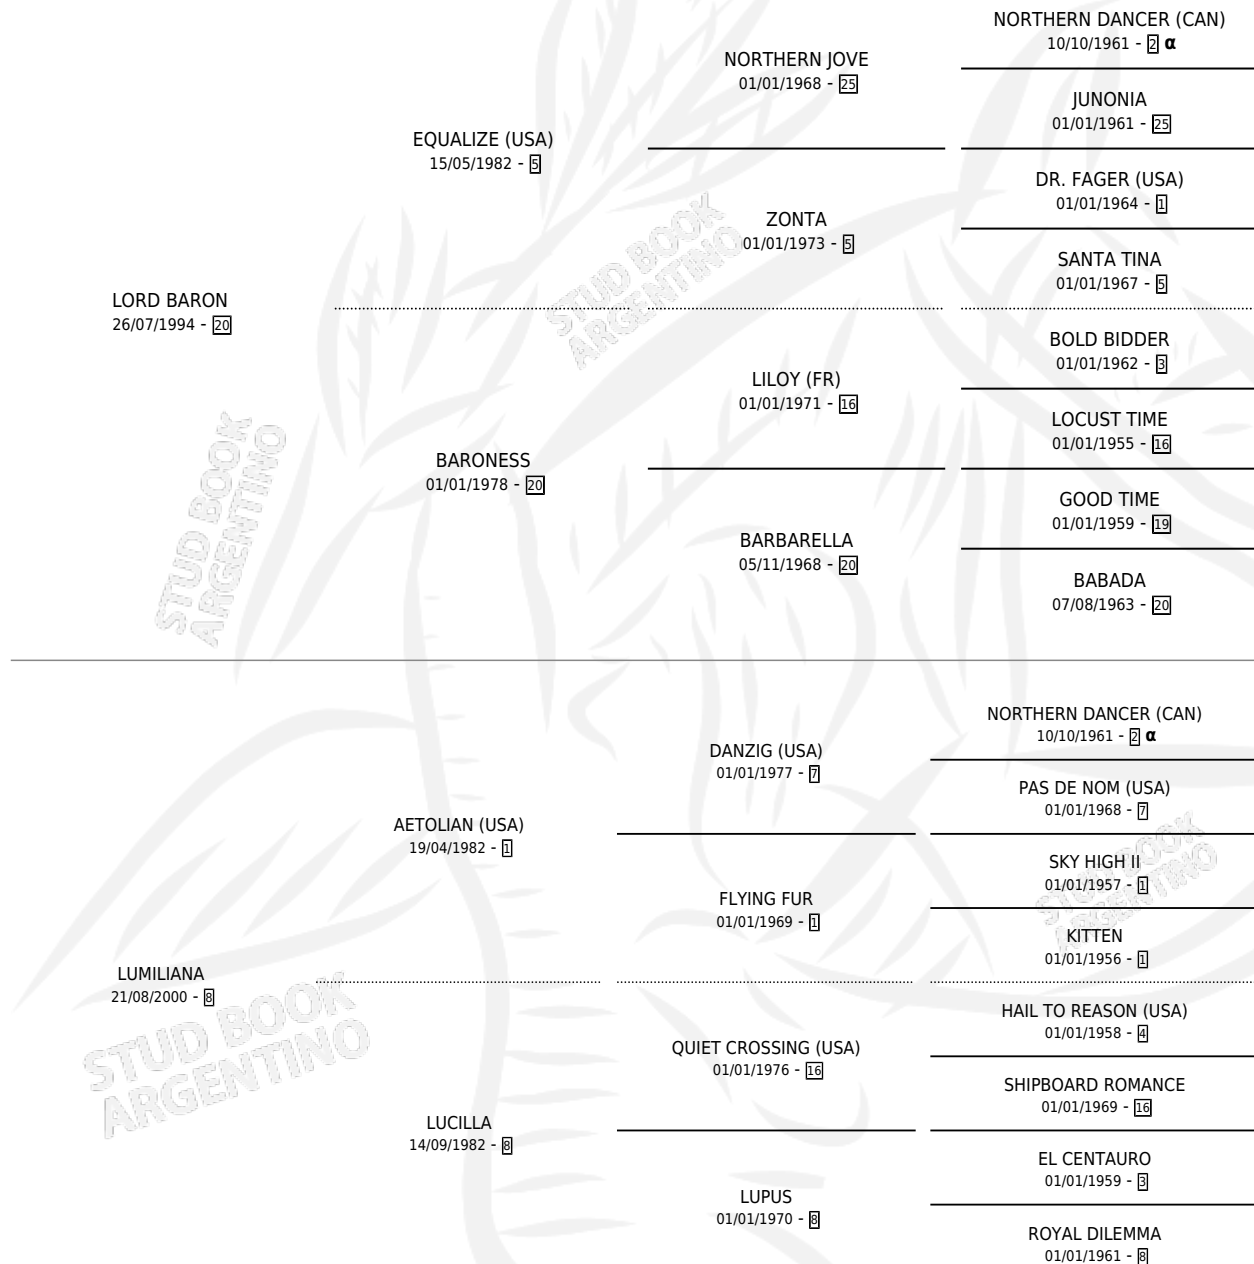 NORTHERN DANCER (CAN)
10/10/1961 - 2 α
NORTHERN JOVE
01/01/1968 - 25
JUNONIA
01/01/1961 - 25
EQUALIZE (USA)
15/05/1982 - 5
DR. FAGER (USA)
01/01/1964 - 1
ZONTA
01/01/1973 - 5
SANTA TINA
01/01/1967 - 5
STUD BOOK
ARGENTINO
LORD BARON
26/07/1994 - 20
BOLD BIDDER
01/01/1962 - 3
LILOY (FR)
01/01/1971 - 16
LOCUST TIME
01/01/1955 - 16
BARONESS
01/01/1978 - 20
GOOD TIME
01/01/1959 - 19
BARBARELLA
05/11/1968 - 20
BABADA
07/08/1963 - 20
STUD BOOK
ARGENTINO
NORTHERN DANCER (CAN)
10/10/1961 - 2 α
DANZIG (USA)
01/01/1977 - 7
PAS DE NOM (USA)
01/01/1968 - 7
AETOLIAN (USA)
19/04/1982 - 1
SKY HIGH II
01/01/1957 - 1
FLYING FUR
01/01/1969 - 1
KITTEN
01/01/1956 - 1
STUD BOOK
ARGENTINO
LUMILIANA
21/08/2000 - 8
HAIL TO REASON (USA)
01/01/1958 - 4
QUIET CROSSING (USA)
01/01/1976 - 16
SHIPBOARD ROMANCE
01/01/1969 - 16
STUD BOOK
ARGENTINO
LUCILLA
14/09/1982 - 8
EL CENTAURO
01/01/1959 - 3
LUPUS
01/01/1970 - 8
ROYAL DILEMMA
01/01/1961 - 8